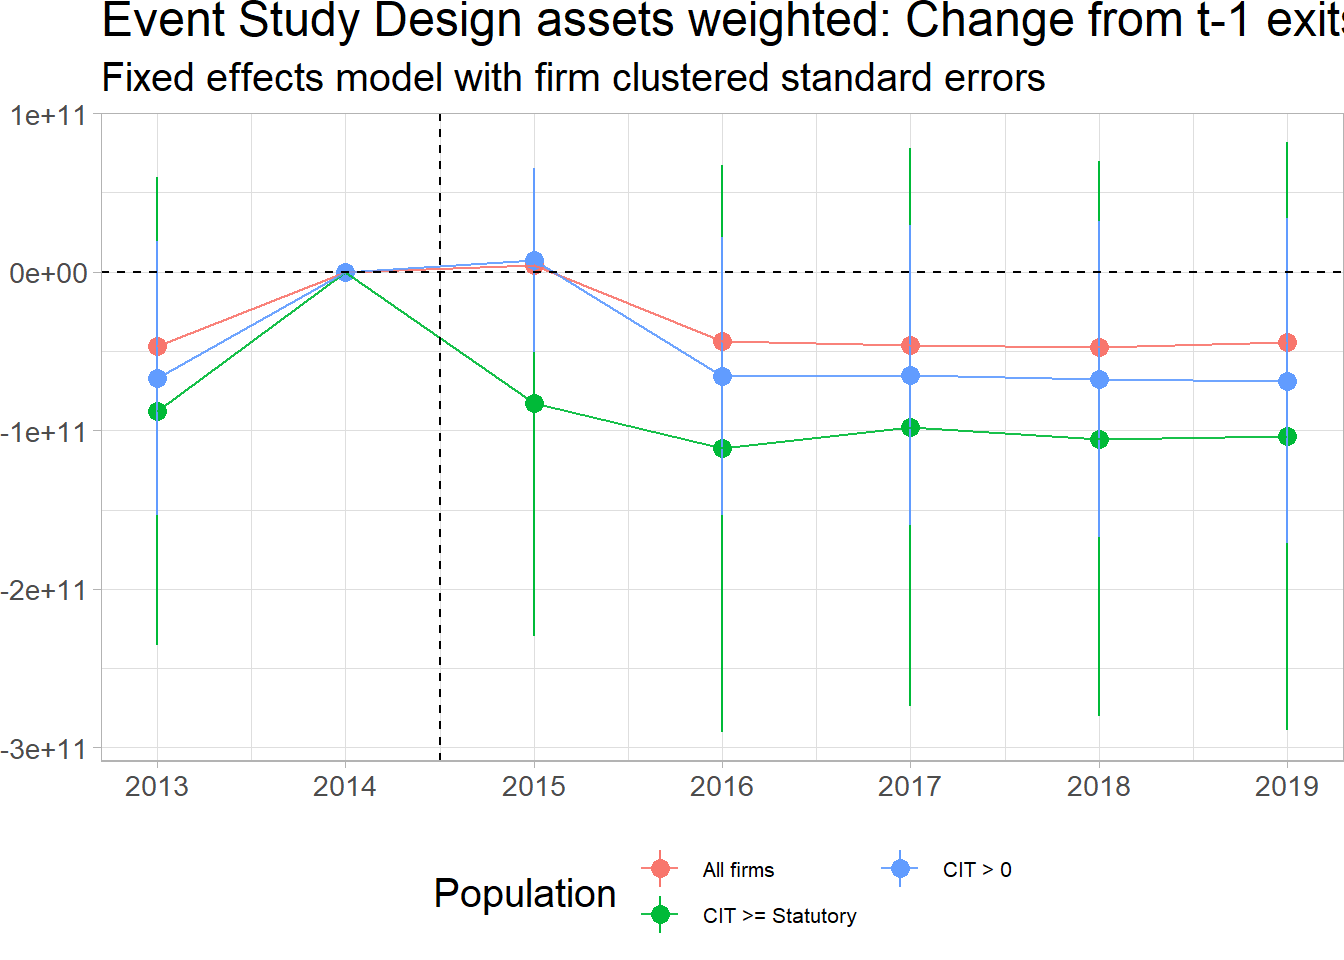 Event Study Design assets weighted: Change from t-1 exits
Fixed effects model with firm clustered standard errors
1e+11
0e+00
-1e+11
-2e+11
-3e+11
2013 2014 2015 2016 2017 2018 2019
Population
All firms
CIT >= Statutory
CIT > 0